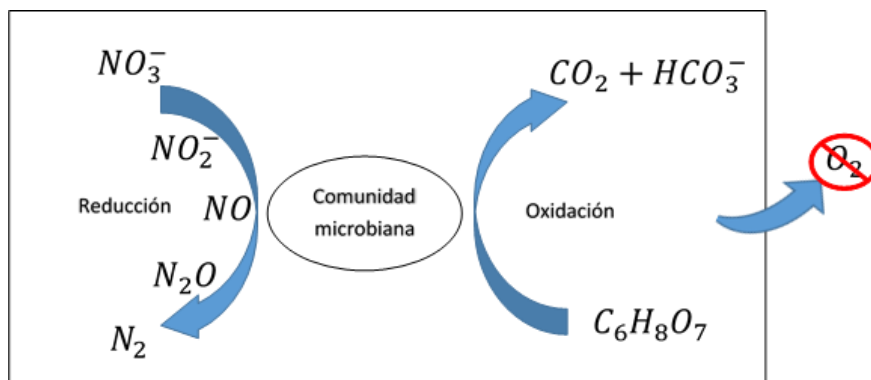 NO₃⁻
NO₂⁻
Reducción
NO
N₂O
N₂
Comunidad
microbiana
CO₂ + HCO₃⁻
Oxidación
C₆H₈O₇
O₂